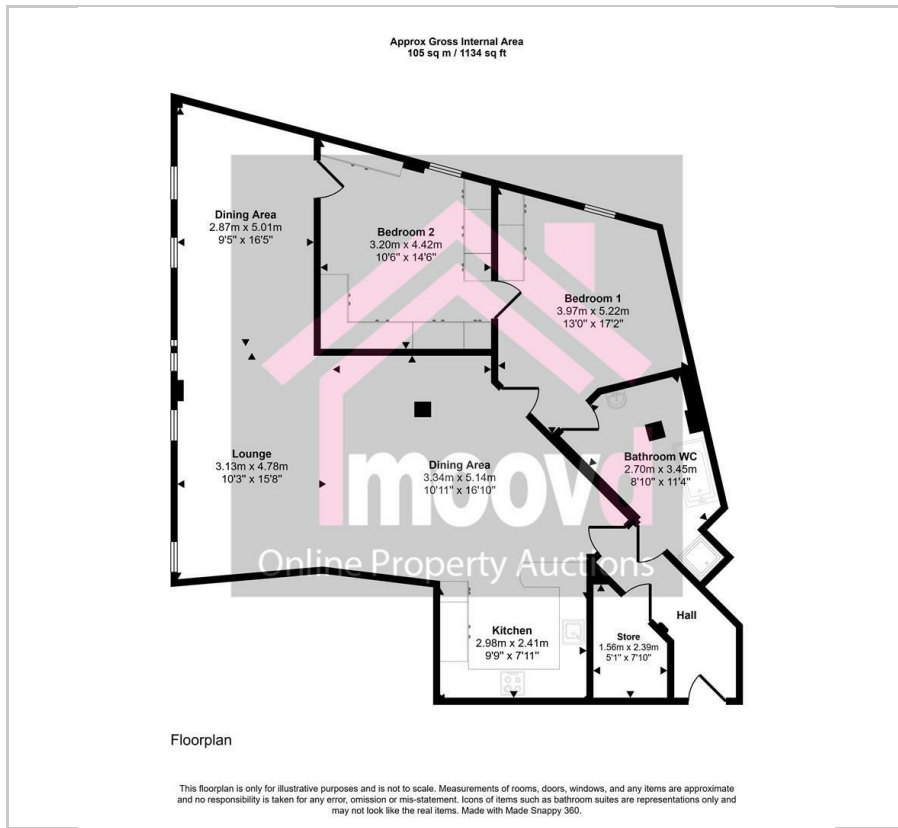 Approx Gross Internal Area
105 sq m / 1134 sq ft
Dining Area
2.87m x 5.01m
9'5" x 16'5"
Bedroom 2
3.20m x 4.42m
10'6" x 14'6"
Bedroom 1
3.97m x 5.22m
13'0" x 17'2"
Lounge
3.13m x 4.78m
10'3" x 15'8"
Dining Area
3.34m x 5.14m
10'11" x 16'10"
Bathroom WC
2.70m x 3.45m
8'10" x 11'4"
moovd
Online Property Auctions
Kitchen
2.98m x 2.41m
9'9" x 7'11"
Store
1.56m x 2.39m
5'1" x 7'10"
Hall
Floorplan
This floorplan is only for illustrative purposes and is not to scale. Measurements of rooms, doors, windows, and any items are approximate
and no responsibility is taken for any error, omission or mis-statement. Icons of items such as bathroom suites are representations only and
may not look like the real items. Made with Made Snappy 360.